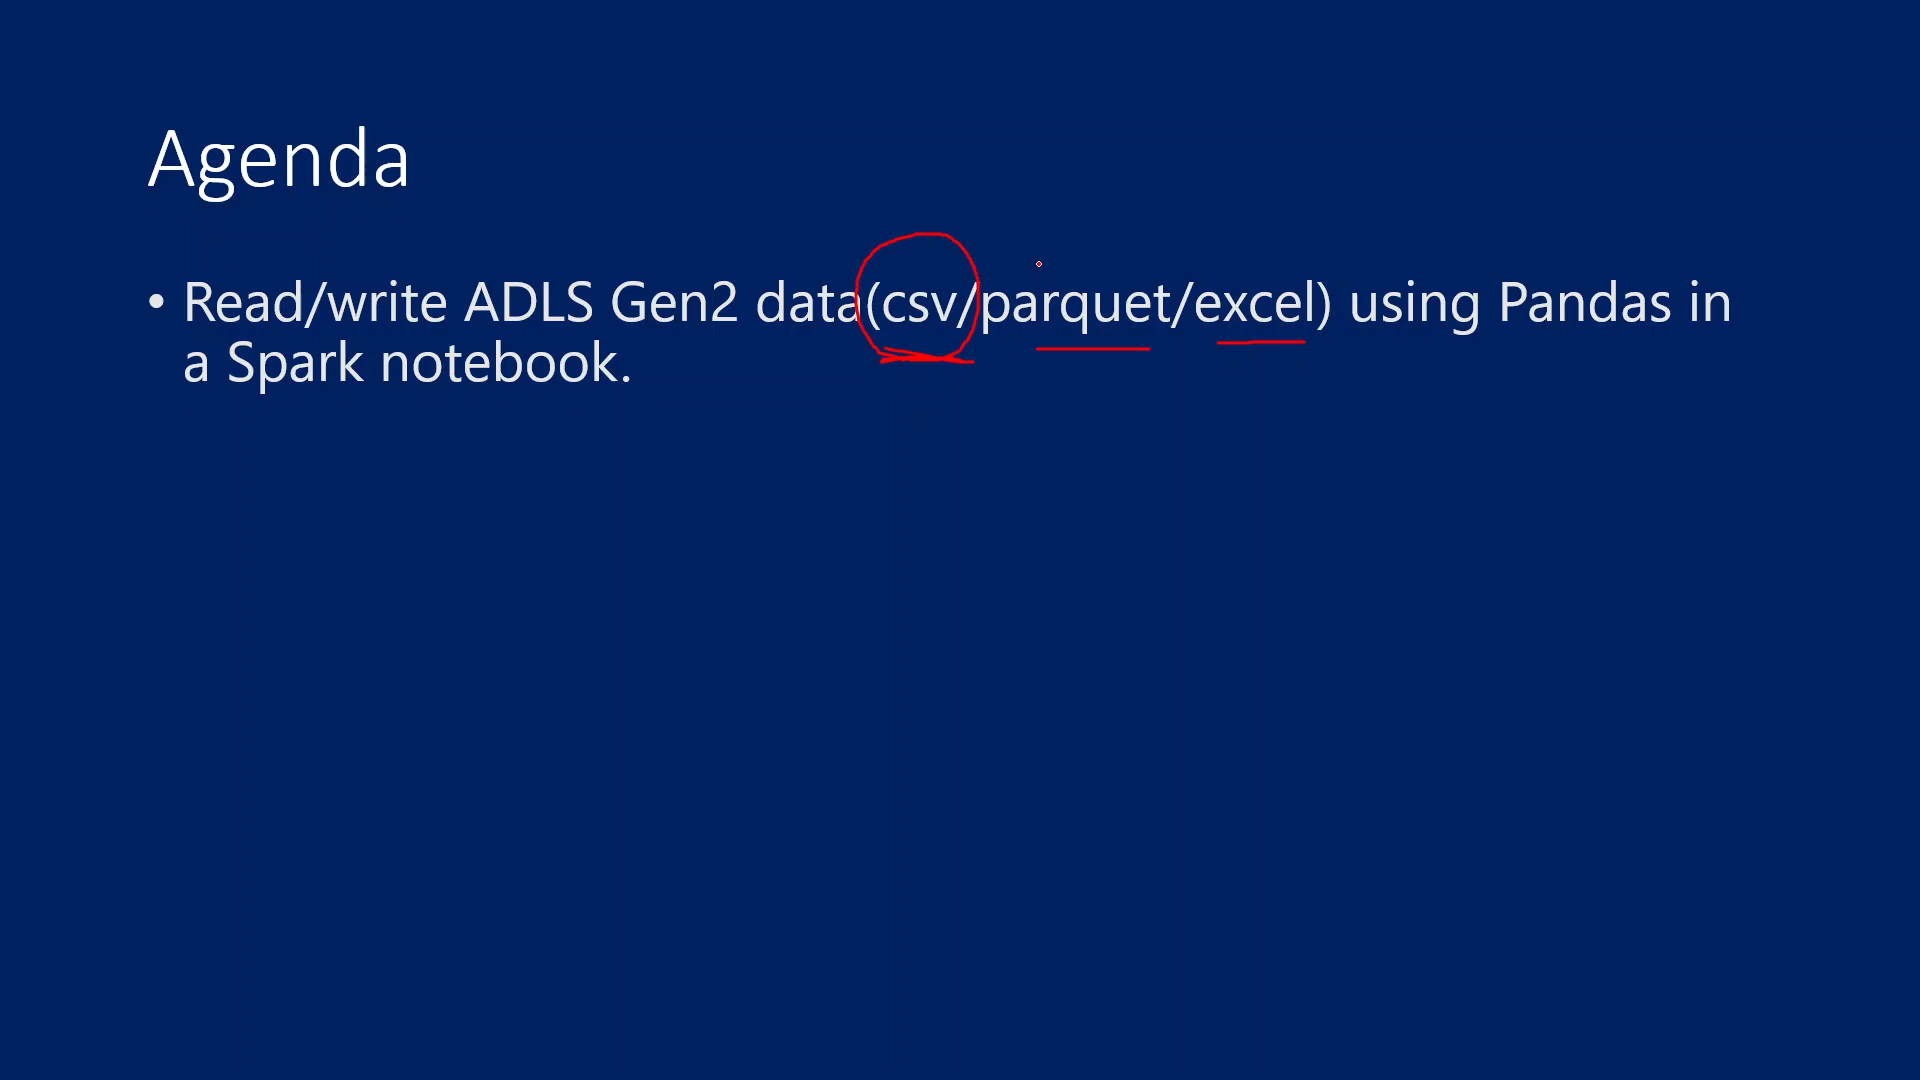 Agenda
• Read/write ADLS Gen2 data(csv/parquet/excel) using Pandas in
a Spark notebook.